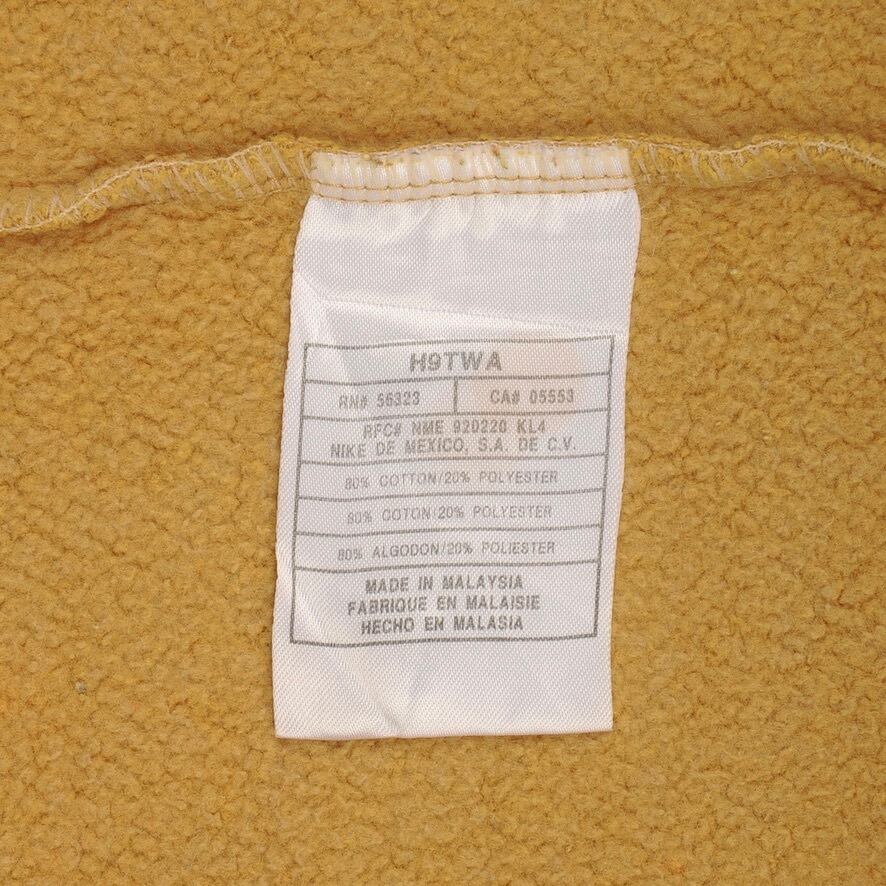 H9TWA
RN# 56323 CA# 05553
RFC# NME 920220 KL4
NIKE DE MEXICO, S.A. DE C.V.
80% COTTON/20% POLYESTER
80% COTON/20% POLYESTER
80% ALGODON/20% POLIESTER
MADE IN MALAYSIA
FABRIQUE EN MALAISIE
HECHO EN MALASIA